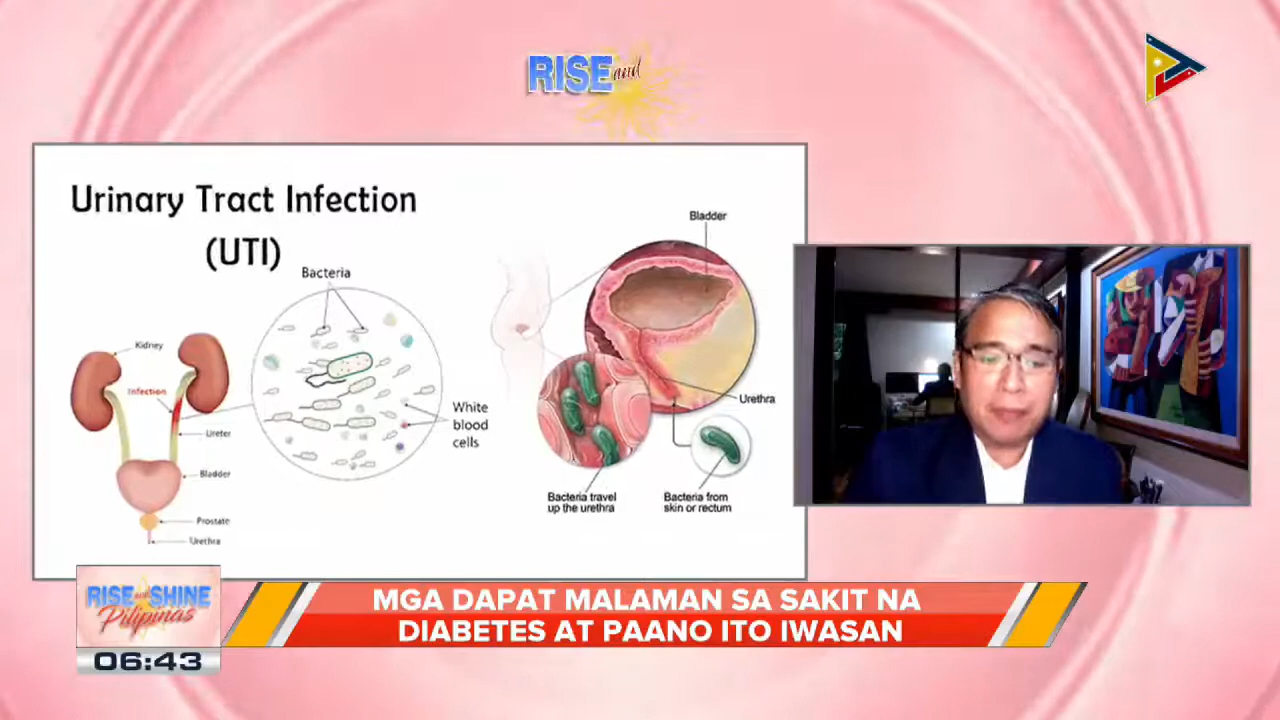 RISE and
Urinary Tract Infection
(UTI)
Bacteria
Kidney
Infection
Ureter
Bladder
Prostate
Urethra
White
blood
cells
Bladder
Urethra
Bacteria travel
up the urethra
Bacteria from
skin or rectum
RISE and SHINE
Pilipinas
06:43
MGA DAPAT MALAMAN SA SAKIT NA
DIABETES AT PAANO ITO IWASAN